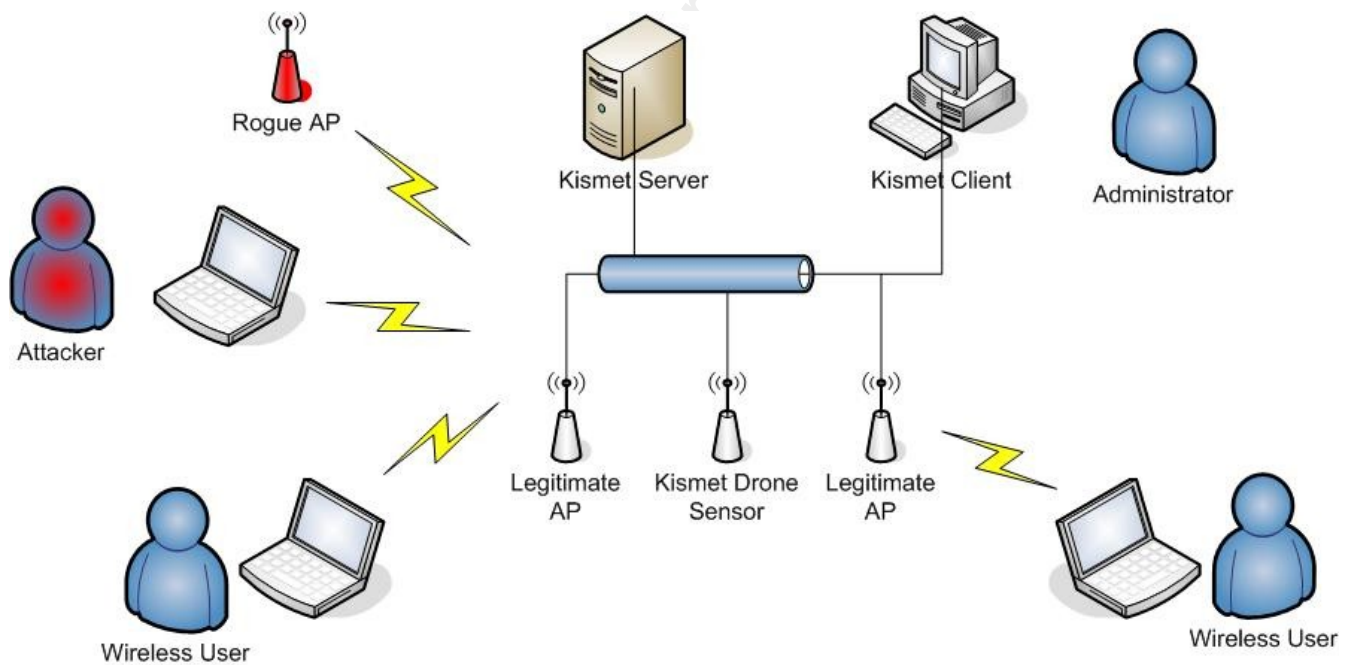 Rogue AP
Kismet Server
Kismet Client
Administrator
Attacker
Legitimate
AP
Kismet Drone
Sensor
Legitimate
AP
Wireless User
Wireless User